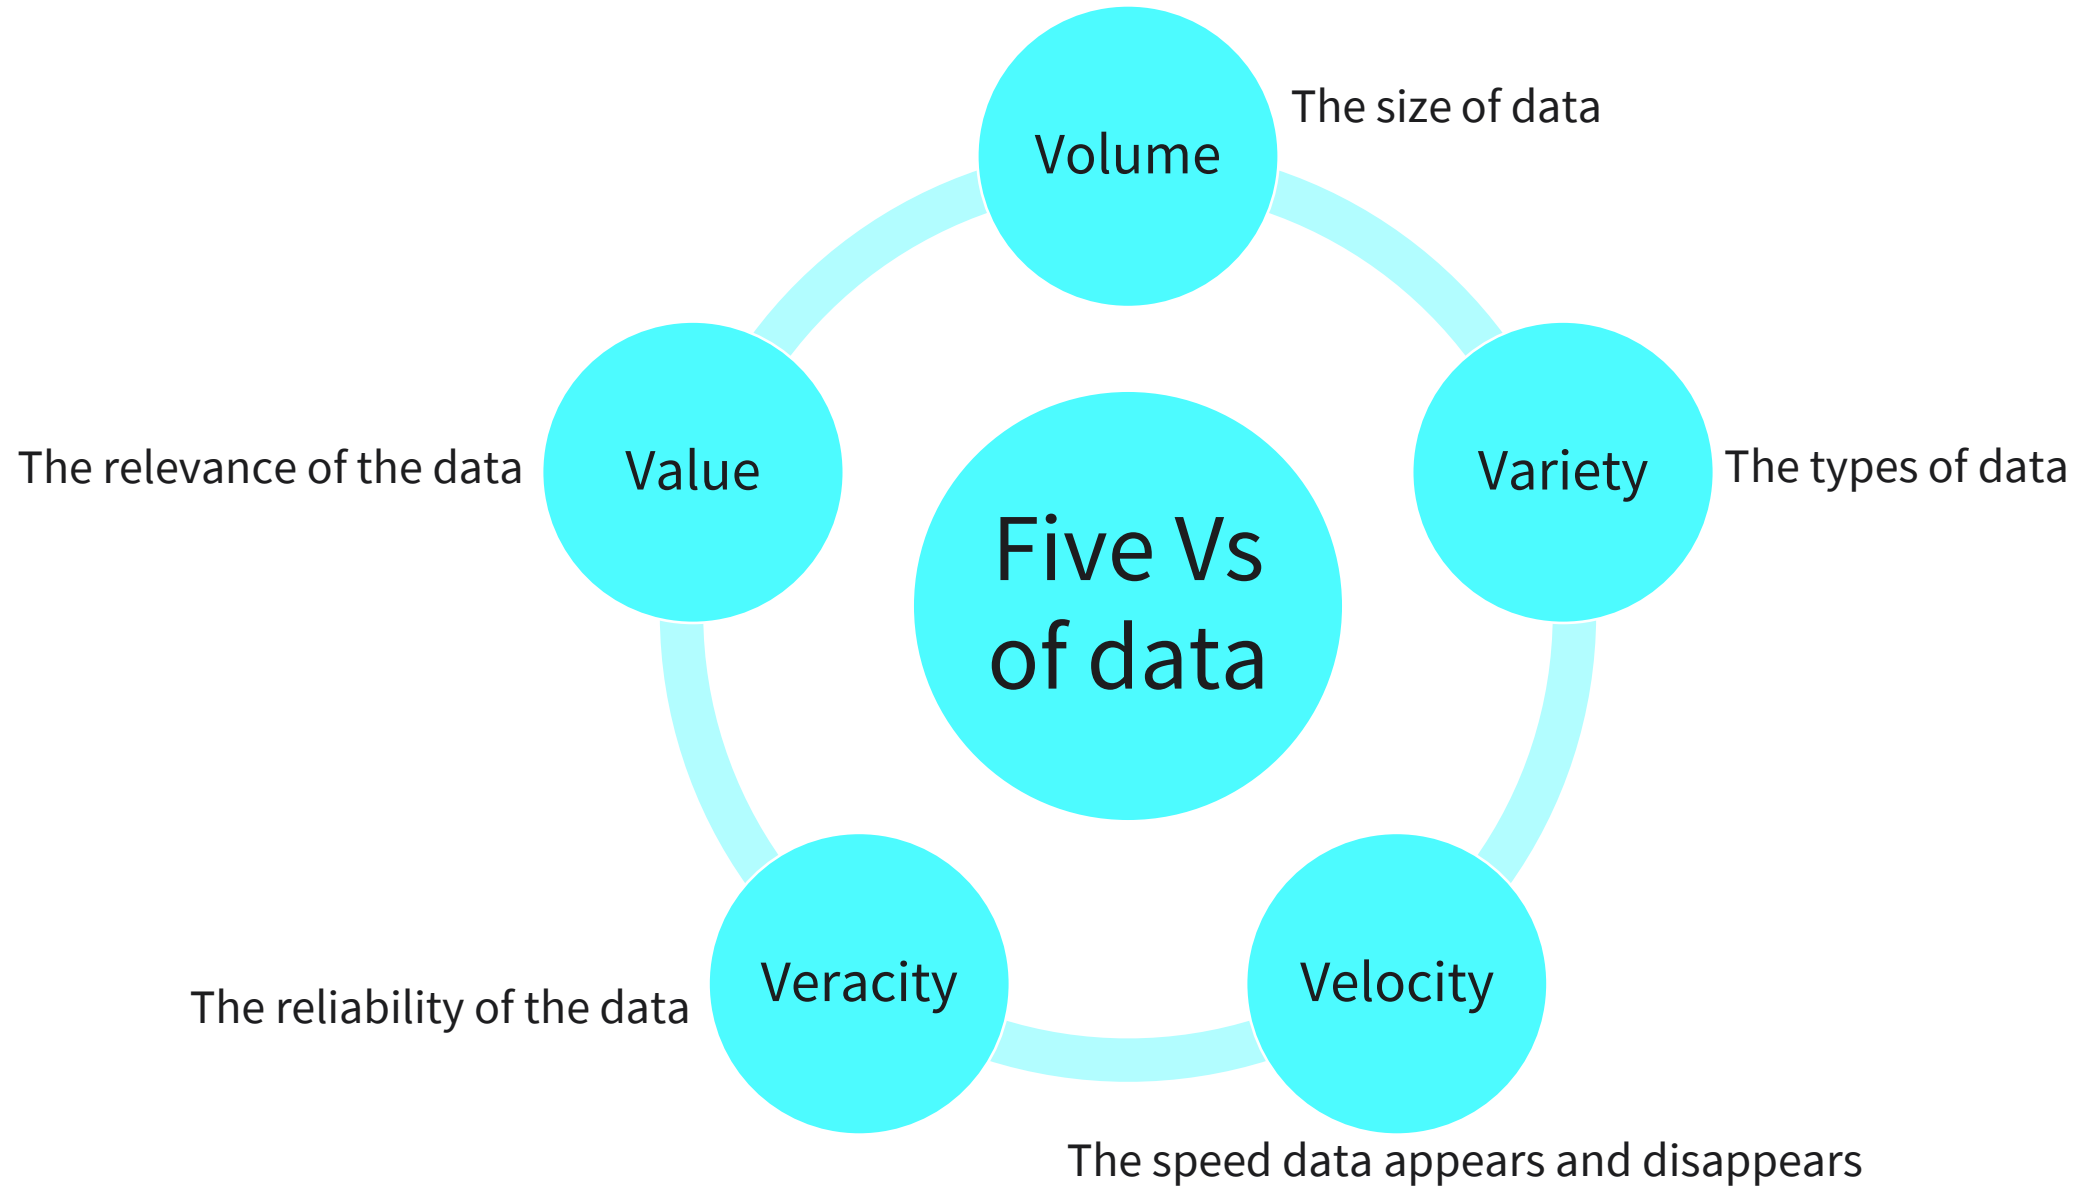 Volume
The size of data
Value
The relevance of the data
Variety
The types of data
Five Vs
of data
Veracity
The reliability of the data
Velocity
The speed data appears and disappears